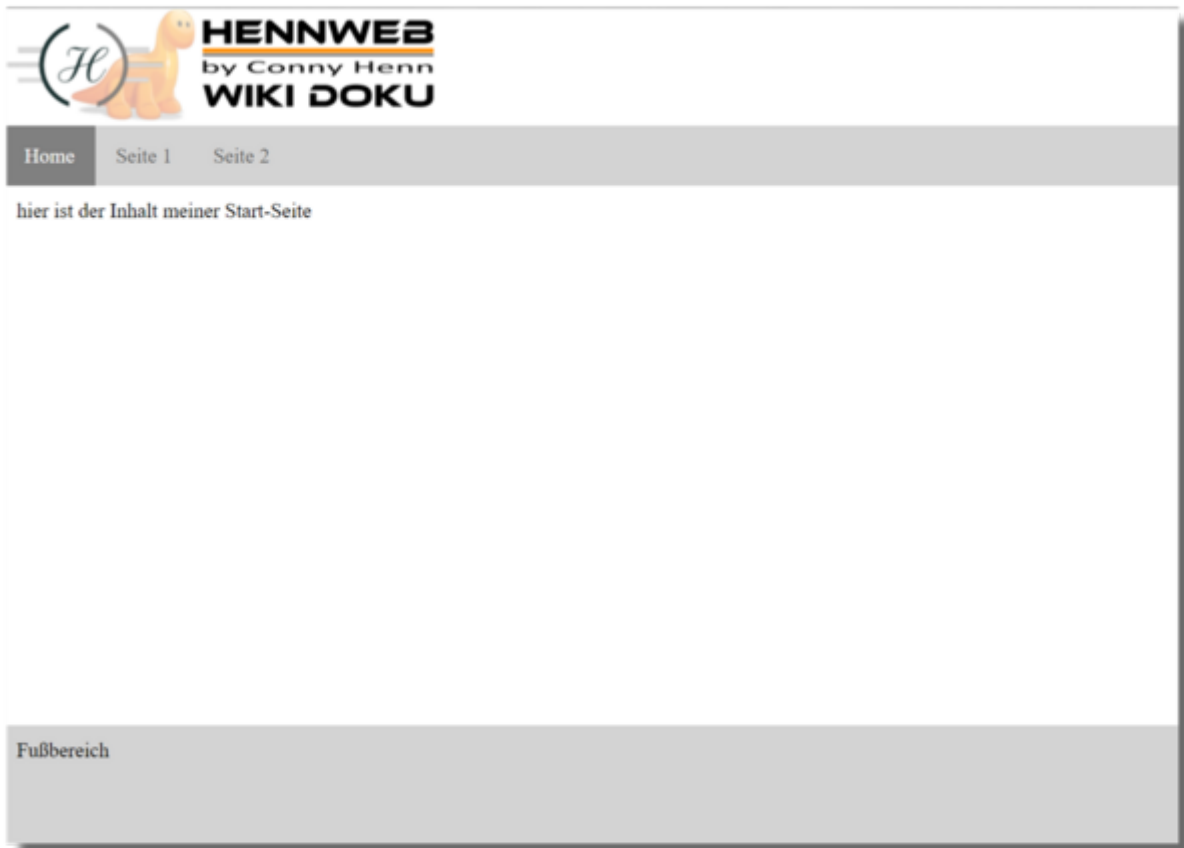 H
HENNWEB
by Conny Henn
WIKI DOKU
Home Seite 1 Seite 2
hier ist der Inhalt meiner Start-Seite
Fußbereich